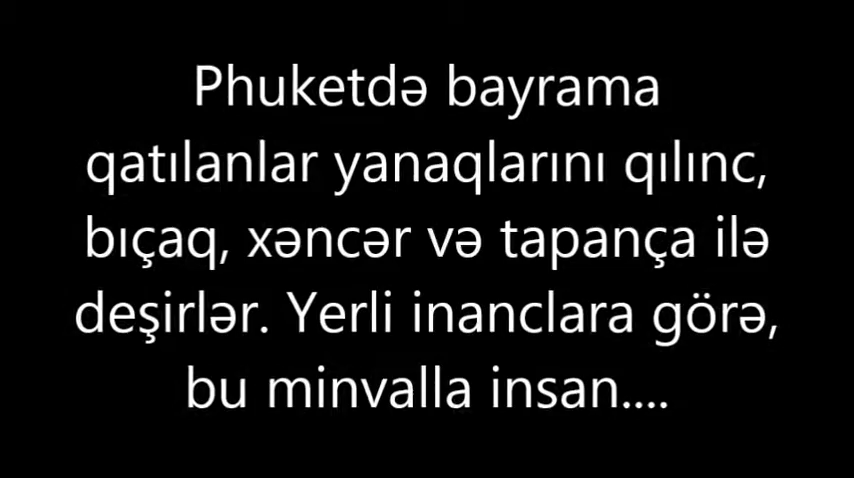 Phuketdə bayrama
qatılanlar yanaqlarını qılınc,
bıçaq, xəncər və tapança ilə
deşirlər. Yerli inanclara görə,
bu minvalla insan....